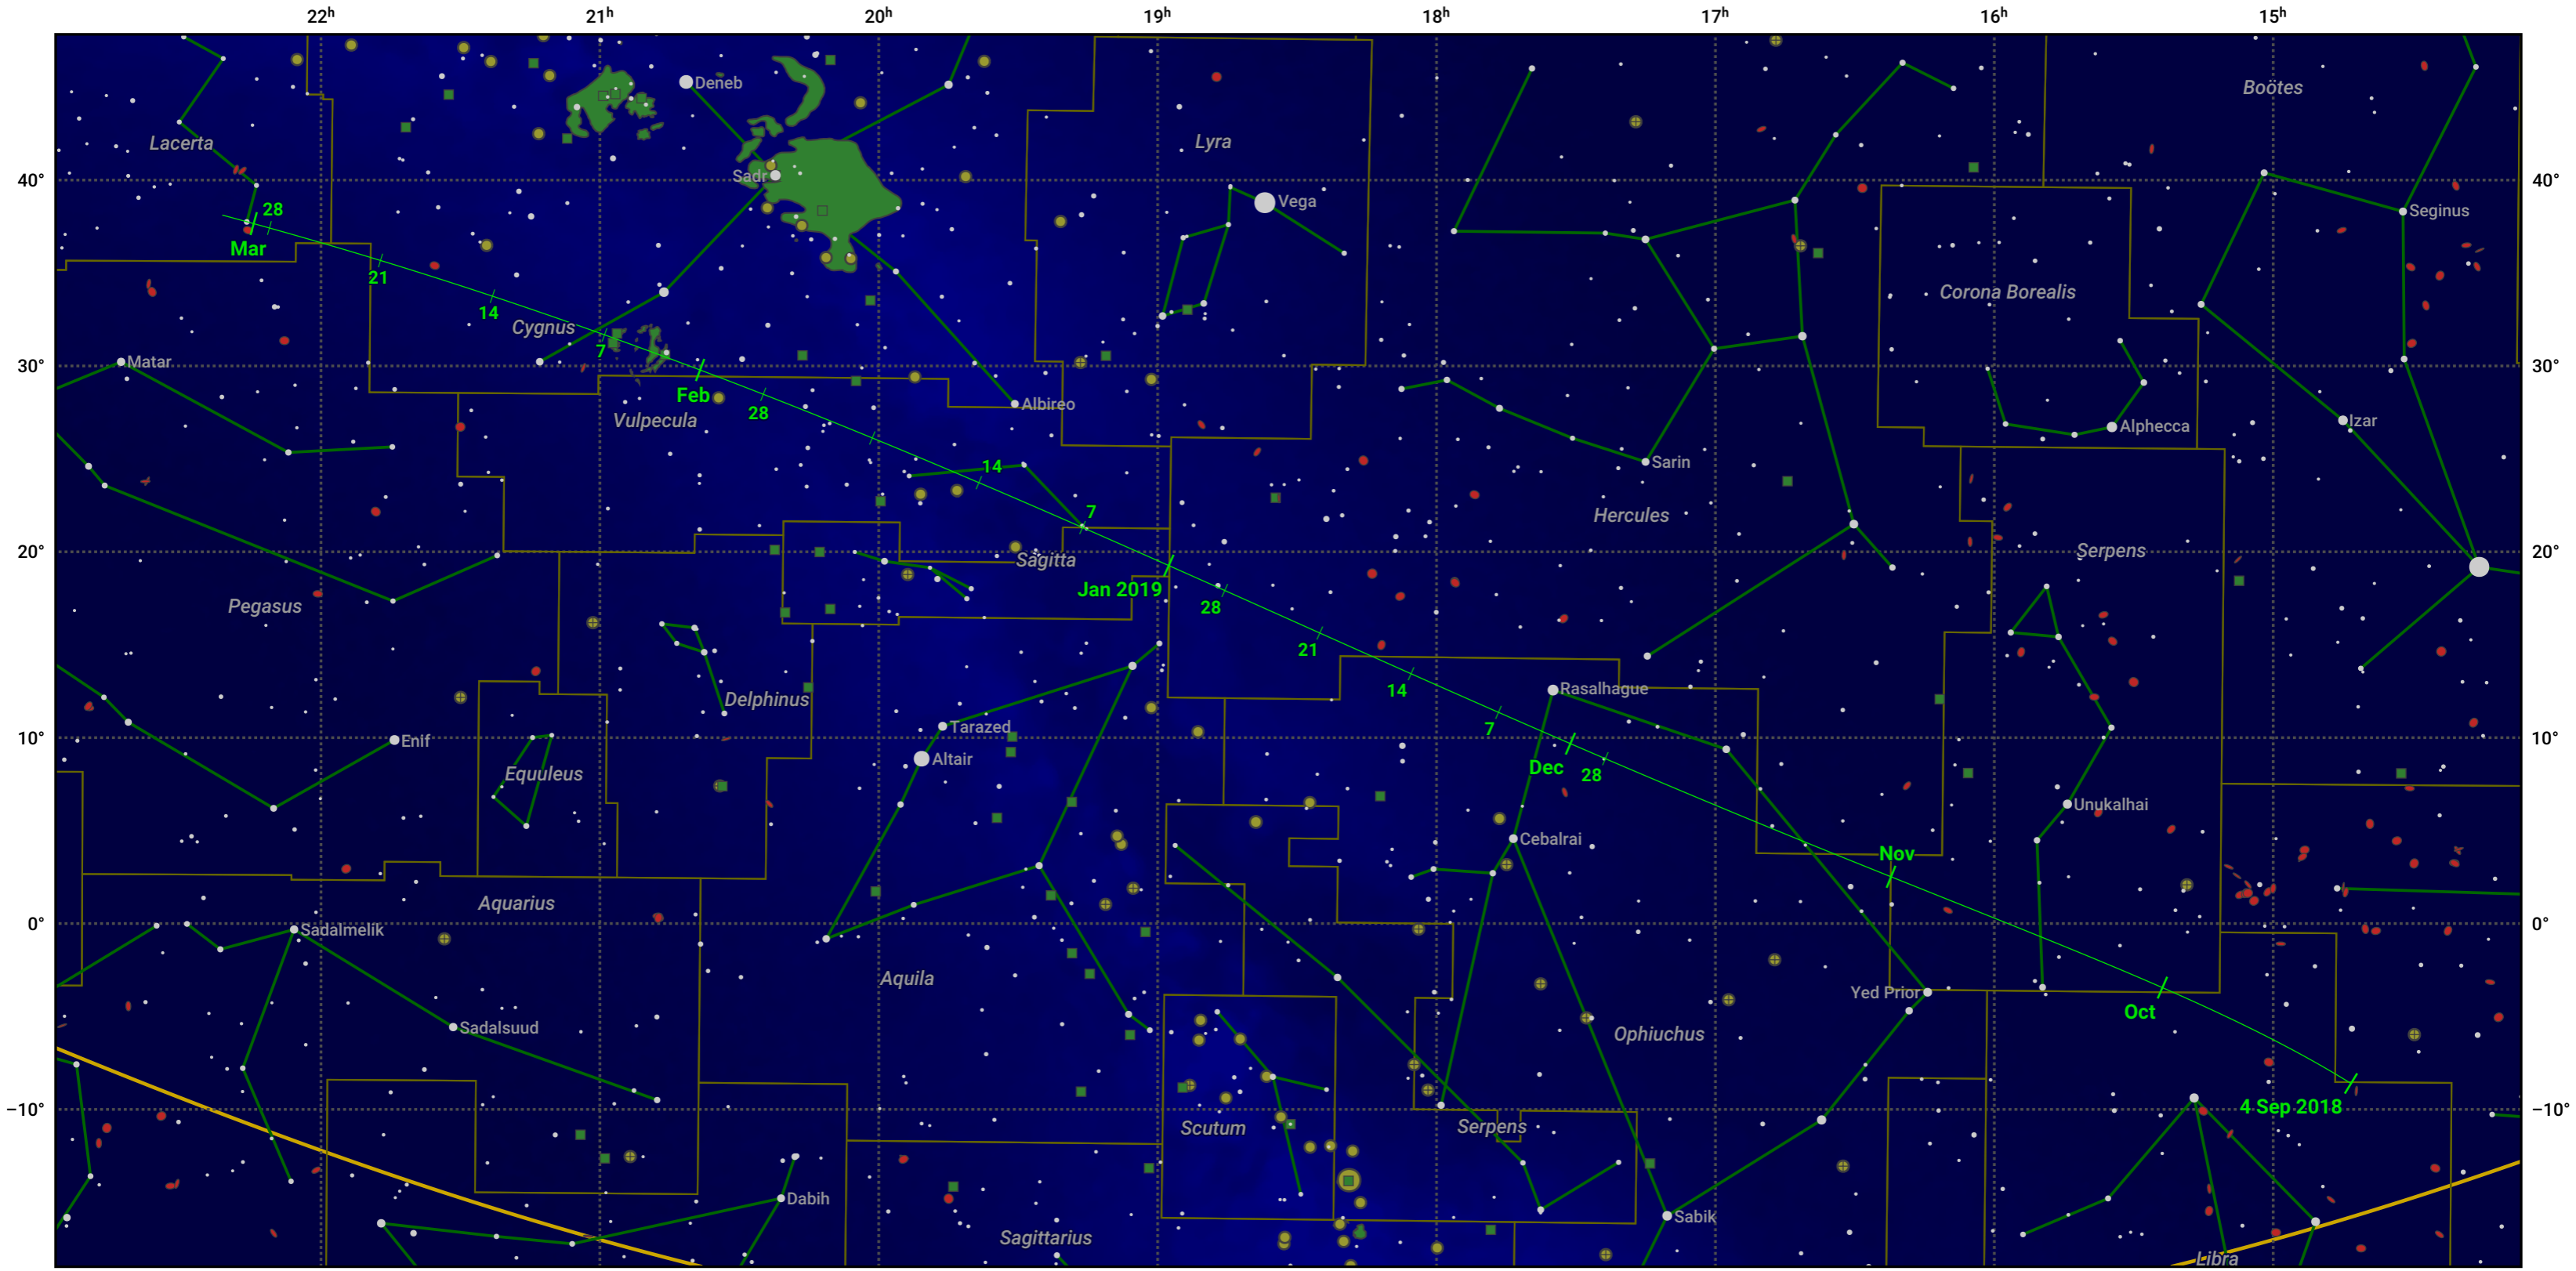 22h 21h 20h 19h 18h 17h 16h 15h
Deneb
Boötes
Lacerta
Lyra
40° Sadr 40°
Vega
28
Seginus
Mar
21
Corona Borealis
14
Cygnus
7
Matar
30° 30°
Feb
28
Vulpecula
Albireo
Izar
Alphecca
14
Sarin
7
Hercules
20° Serpens 20°
Sagitta
Jan 2019
28
Pegasus
21
14
Rasalhague
Delphinus
7
Tarazed
10° Enif 10°
Altair
Dec
28
Equuleus
Unukalhai
Cebalrai
Nov
Aquarius
0° Sadalmelik 0°
Aquila
Yed Prior
Oct
Sadalsuud
Ophiuchus
−10° 4 Sep 2018 −10°
Scutum
Serpens
Dabih
Sabik
Sagittarius
Libra